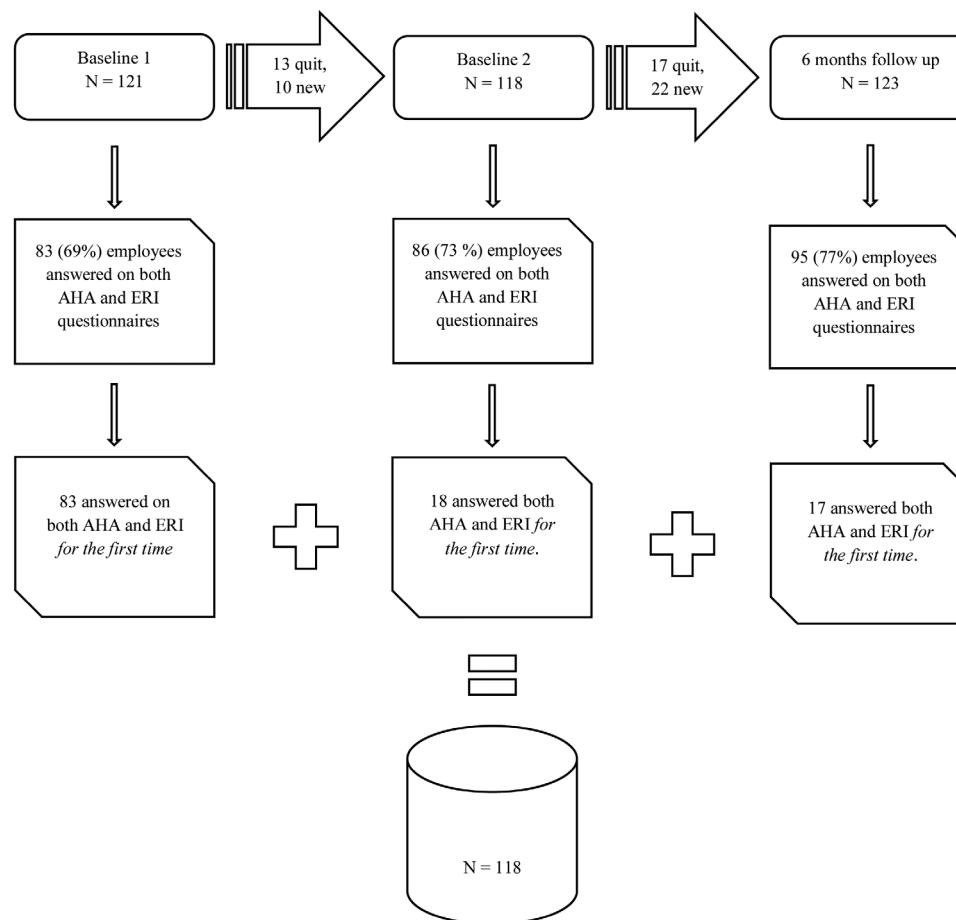 Baseline 1
N = 121
13 quit,
10 new
Baseline 2
N = 118
17 quit,
22 new
6 months follow up
N = 123
83 (69%) employees
answered on both
AHA and ERI
questionnaires
86 (73 %) employees
answered on both
AHA and ERI
questionnaires
95 (77%) employees
answered on both
AHA and ERI
questionnaires
83 answered on
both AHA and ERI
for the first time
18 answered both
AHA and ERI for
the first time.
17 answered both
AHA and ERI for
the first time.
N = 118